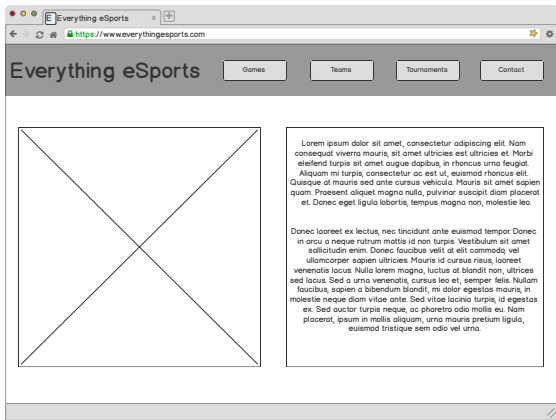 E Everything eSports x
https://www.everythingesports.com
Everything eSports
Games Teams Tournaments Contact
Lorem ipsum dolor sit amet, consectetur adipiscing elit. Nam
consequat viverra mauris, sit amet ultricies est ultricies et. Morbi
eleifend turpis sit amet augue dapibus, in rhoncus urna feugiat.
Aliquam mi turpis, consectetur ac est ut, euismod rhoncus elit.
Quisque at mauris sed ante cursus vehicula. Mauris sit amet sapien
quam. Praesent aliquet magna nulla, pulvinar suscipit diam placerat
et. Donec eget ligula lobortis, tempus magna non, molestie leo.
Donec laoreet ex lectus, nec tincidunt ante euismod tempor. Donec
in arcu a neque rutrum mattis id non turpis. Vestibulum sit amet
sollicitudin enim. Donec faucibus velit at elit commodo, vel
ullamcorper sapien ultricies. Mauris id cursus risus, laoreet
venenatis lacus. Nulla lorem magna, luctus at blandit non, ultrices
sed lacus. Sed a urna venenatis, cursus leo et, semper felis. Nullam
faucibus, sapien a bibendum blandit, mi dolor egestas mauris, in
molestie neque diam vitae ante. Sed vitae lacinia turpis, id egestas
ex. Sed auctor turpis neque, ac pharetra odio mollis eu. Nam
placerat, ipsum in mollis aliquam, urna mauris pretium ligula,
euismod tristique sem odio vel urna.